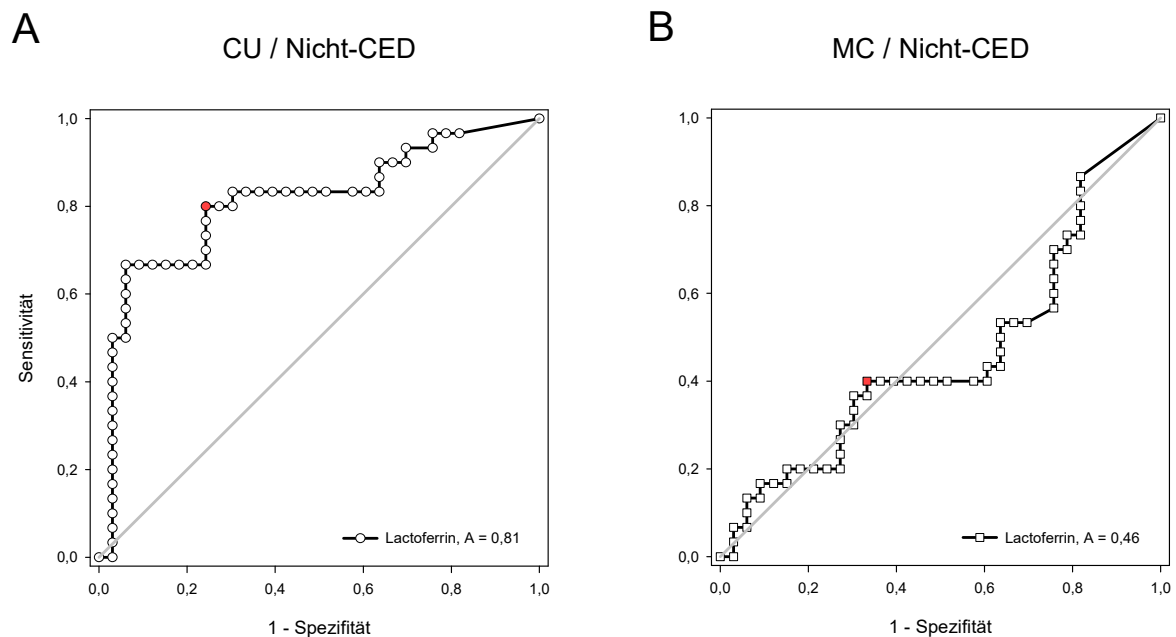 A
CU / Nicht-CED
1,0
0,8
0,6
0,4
0,2
0,0
Sensitivität
Lactoferrin, A = 0,81
0,0 0,2 0,4 0,6 0,8 1,0
1 - Spezifität
B
MC / Nicht-CED
1,0
0,8
0,6
0,4
0,2
0,0
Lactoferrin, A = 0,46
0,0 0,2 0,4 0,6 0,8 1,0
1 - Spezifität